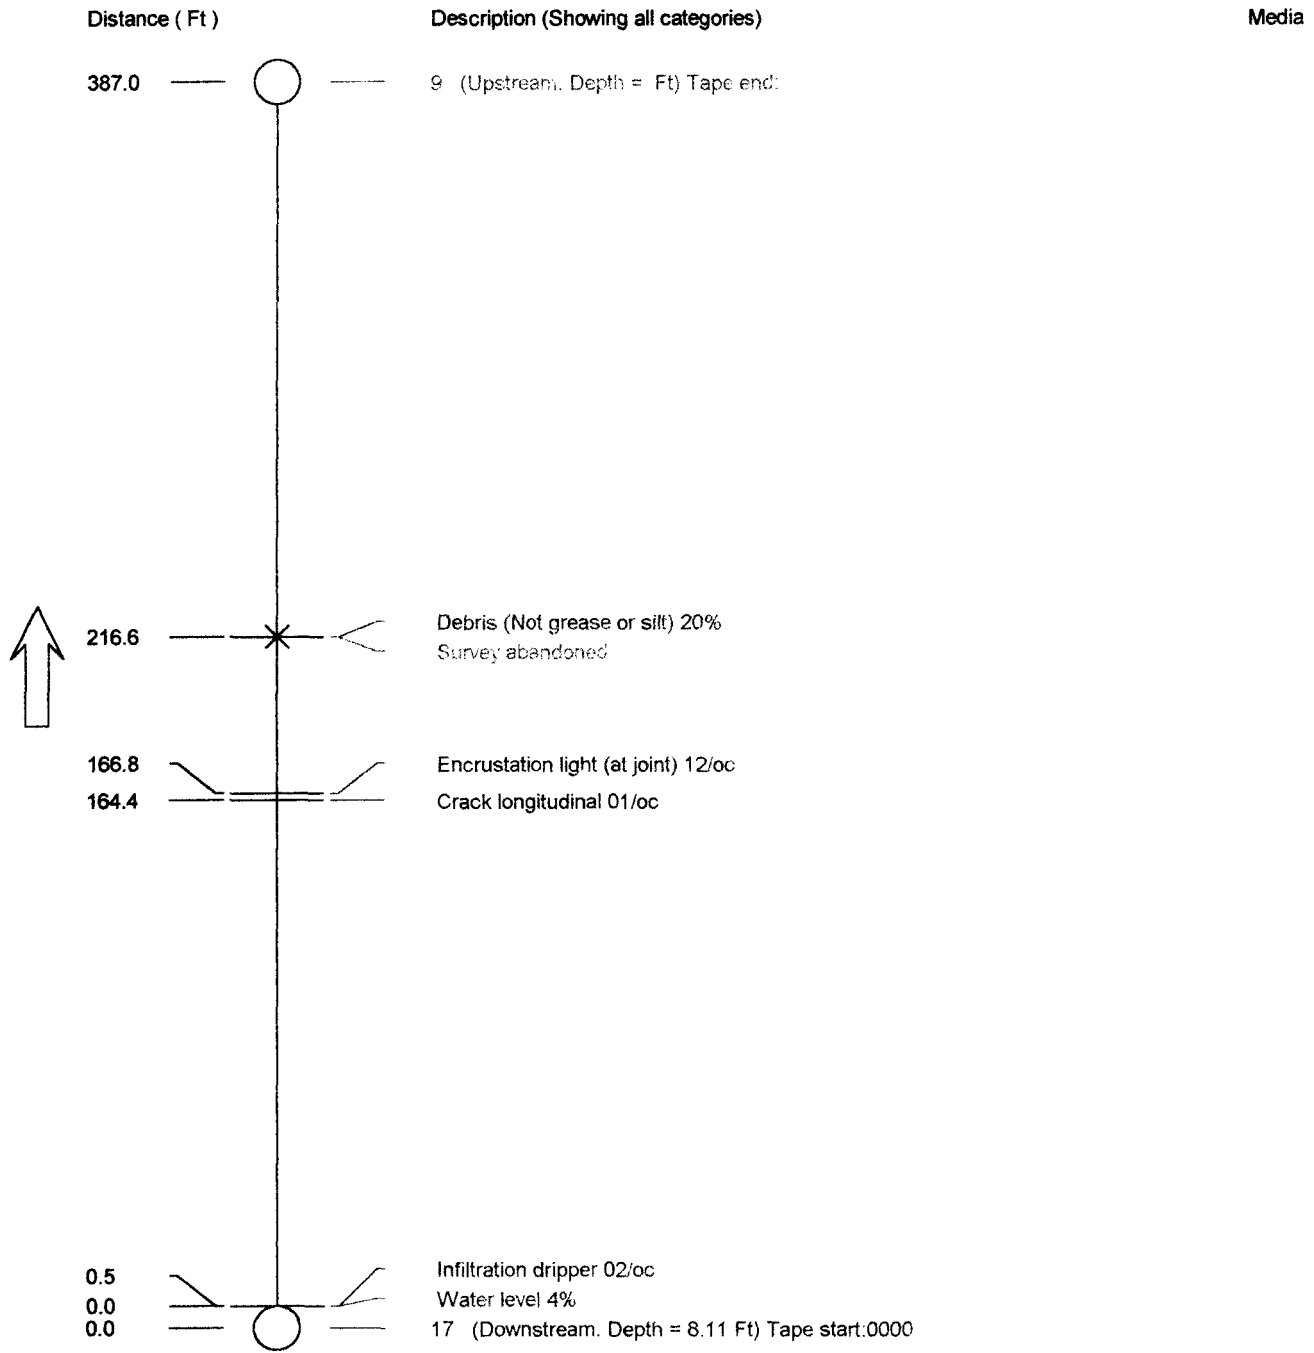 Distance ( Ft ) Description (Showing all categories) Media
387.0 9 (Upstream. Depth = Ft) Tape end:
216.6 Debris (Not grease or silt) 20%
Survey abandoned
166.8 Encrustation light (at joint) 12/oc
164.4 Crack longitudinal 01/oc
0.5 Infiltration dripper 02/oc
0.0 Water level 4%
0.0 17 (Downstream. Depth = 8.11 Ft) Tape start:0000